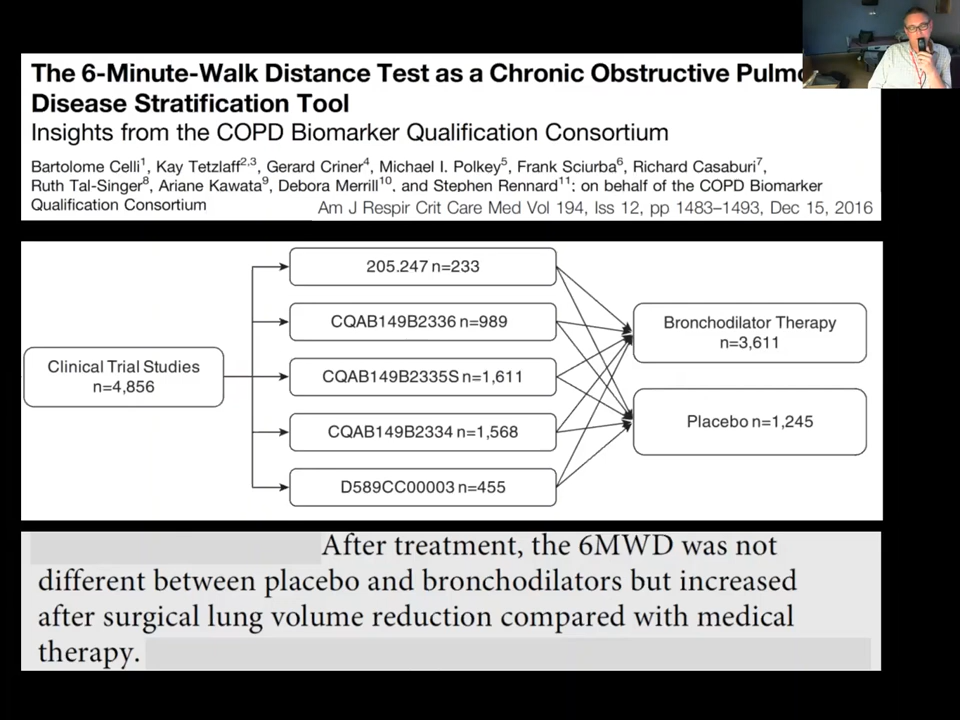 The 6-Minute-Walk Distance Test as a Chronic Obstructive
Disease Stratification Tool
Insights from the COPD Biomarker Qualification Consortium
Bartolome Celli1, Kay Tetzlaff2,3, Gerard Criner4, Michael I. Polkey5, Frank Sciurba6, Richard Casaburi7,
Ruth Tal-Singer8, Ariane Kawata9, Debora Merrill10, and Stephen Rennard11; on behalf of the COPD Biomarker
Qualification Consortium
Am J Respir Crit Care Med Vol 194, Iss 12, pp 1483–1493, Dec 15, 2016
Clinical Trial Studies
n=4,856
205.247 n=233
CQAB149B2336 n=989
CQAB149B2335S n=1,611
CQAB149B2334 n=1,568
D589CC00003 n=455
Bronchodilator Therapy
n=3,611
Placebo n=1,245
After treatment, the 6MWD was not
different between placebo and bronchodilators but increased
after surgical lung volume reduction compared with medical
therapy.